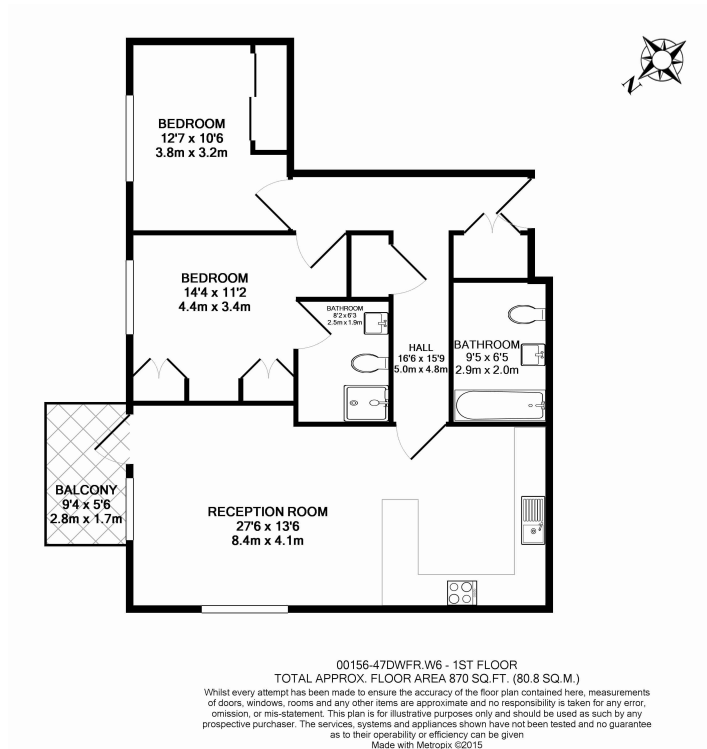 N
BEDROOM
12'7 x 10'6
3.8m x 3.2m
BEDROOM
14'4 x 11'2
4.4m x 3.4m
BATHROOM
8'2 x 6'3
2.5m x 1.9m
HALL
16'6 x 15'9
5.0m x 4.8m
BATHROOM
9'5 x 6'5
2.9m x 2.0m
BALCONY
9'4 x 5'6
2.8m x 1.7m
RECEPTION ROOM
27'6 x 13'6
8.4m x 4.1m
00156-47DWFR.W6 - 1ST FLOOR
TOTAL APPROX. FLOOR AREA 870 SQ.FT. (80.8 SQ.M.)
Whilst every attempt has been made to ensure the accuracy of the floor plan contained here, measurements
of doors, windows, rooms and any other items are approximate and no responsibility is taken for any error,
omission, or mis-statement. This plan is for illustrative purposes only and should be used as such by any
prospective purchaser. The services, systems and appliances shown have not been tested and no guarantee
as to their operability or efficiency can be given
Made with Metropix ©2015